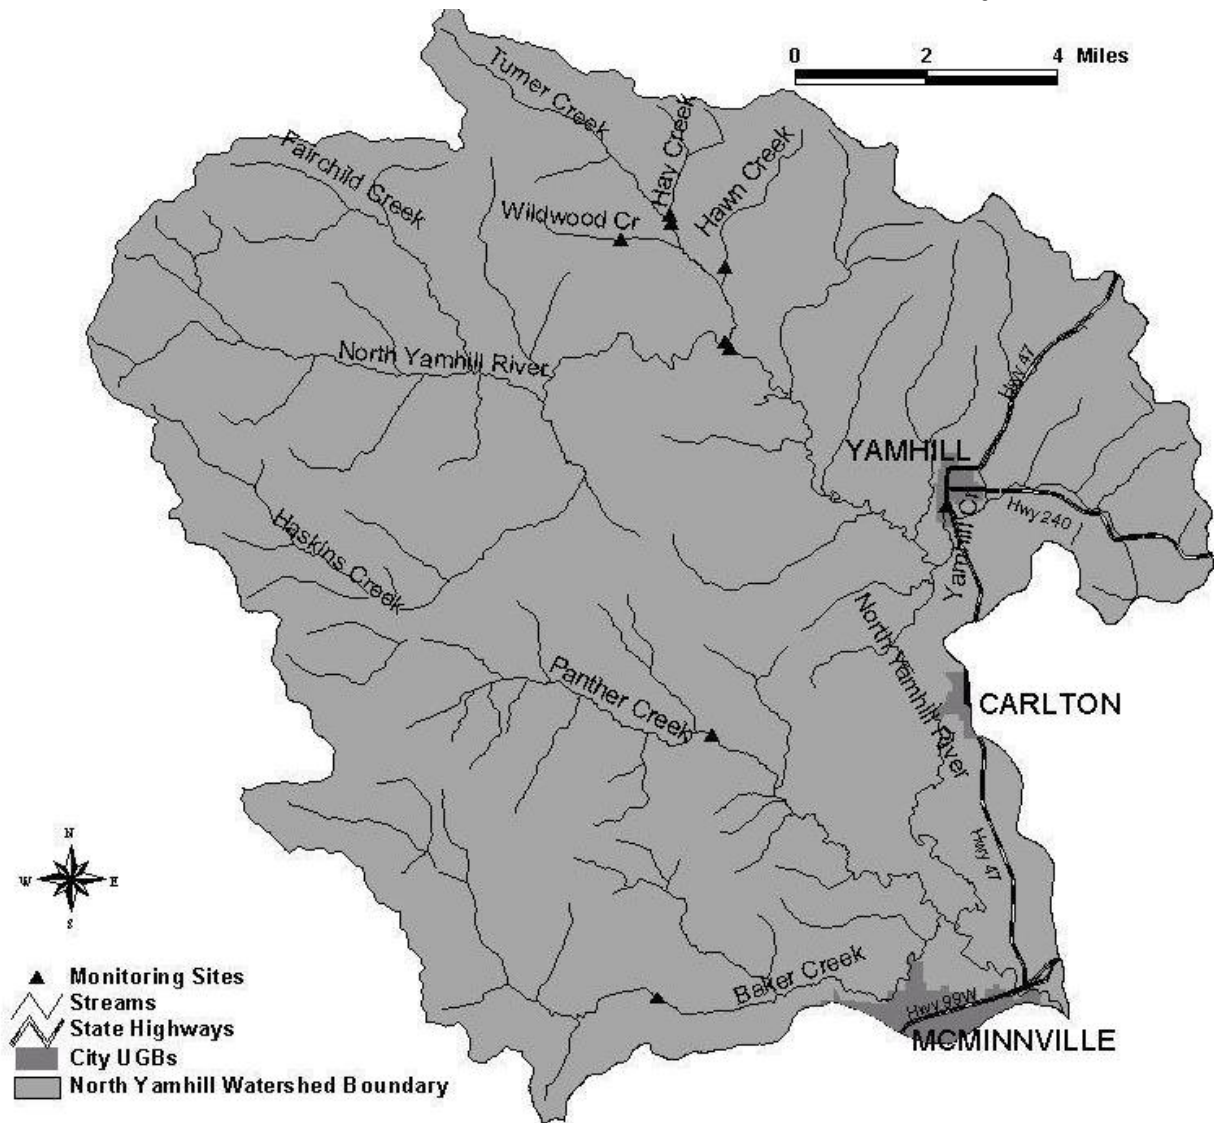 0 2 4 Miles
Turner Creek
Hay Creek
Hawn Creek
Fairchild Creek
Wildwood Cr
North Yamhill River
Hwy 47
YAMHILL
Hwy 240
Yamhill Cr
Haskins Creek
North Yamhill River
Panther Creek
CARLTON
Hwy 47
N
W E
S
Baker Creek
Hwy 99W
MCMINNVILLE
Monitoring Sites
Streams
State Highways
City UGBs
North Yamhill Watershed Boundary